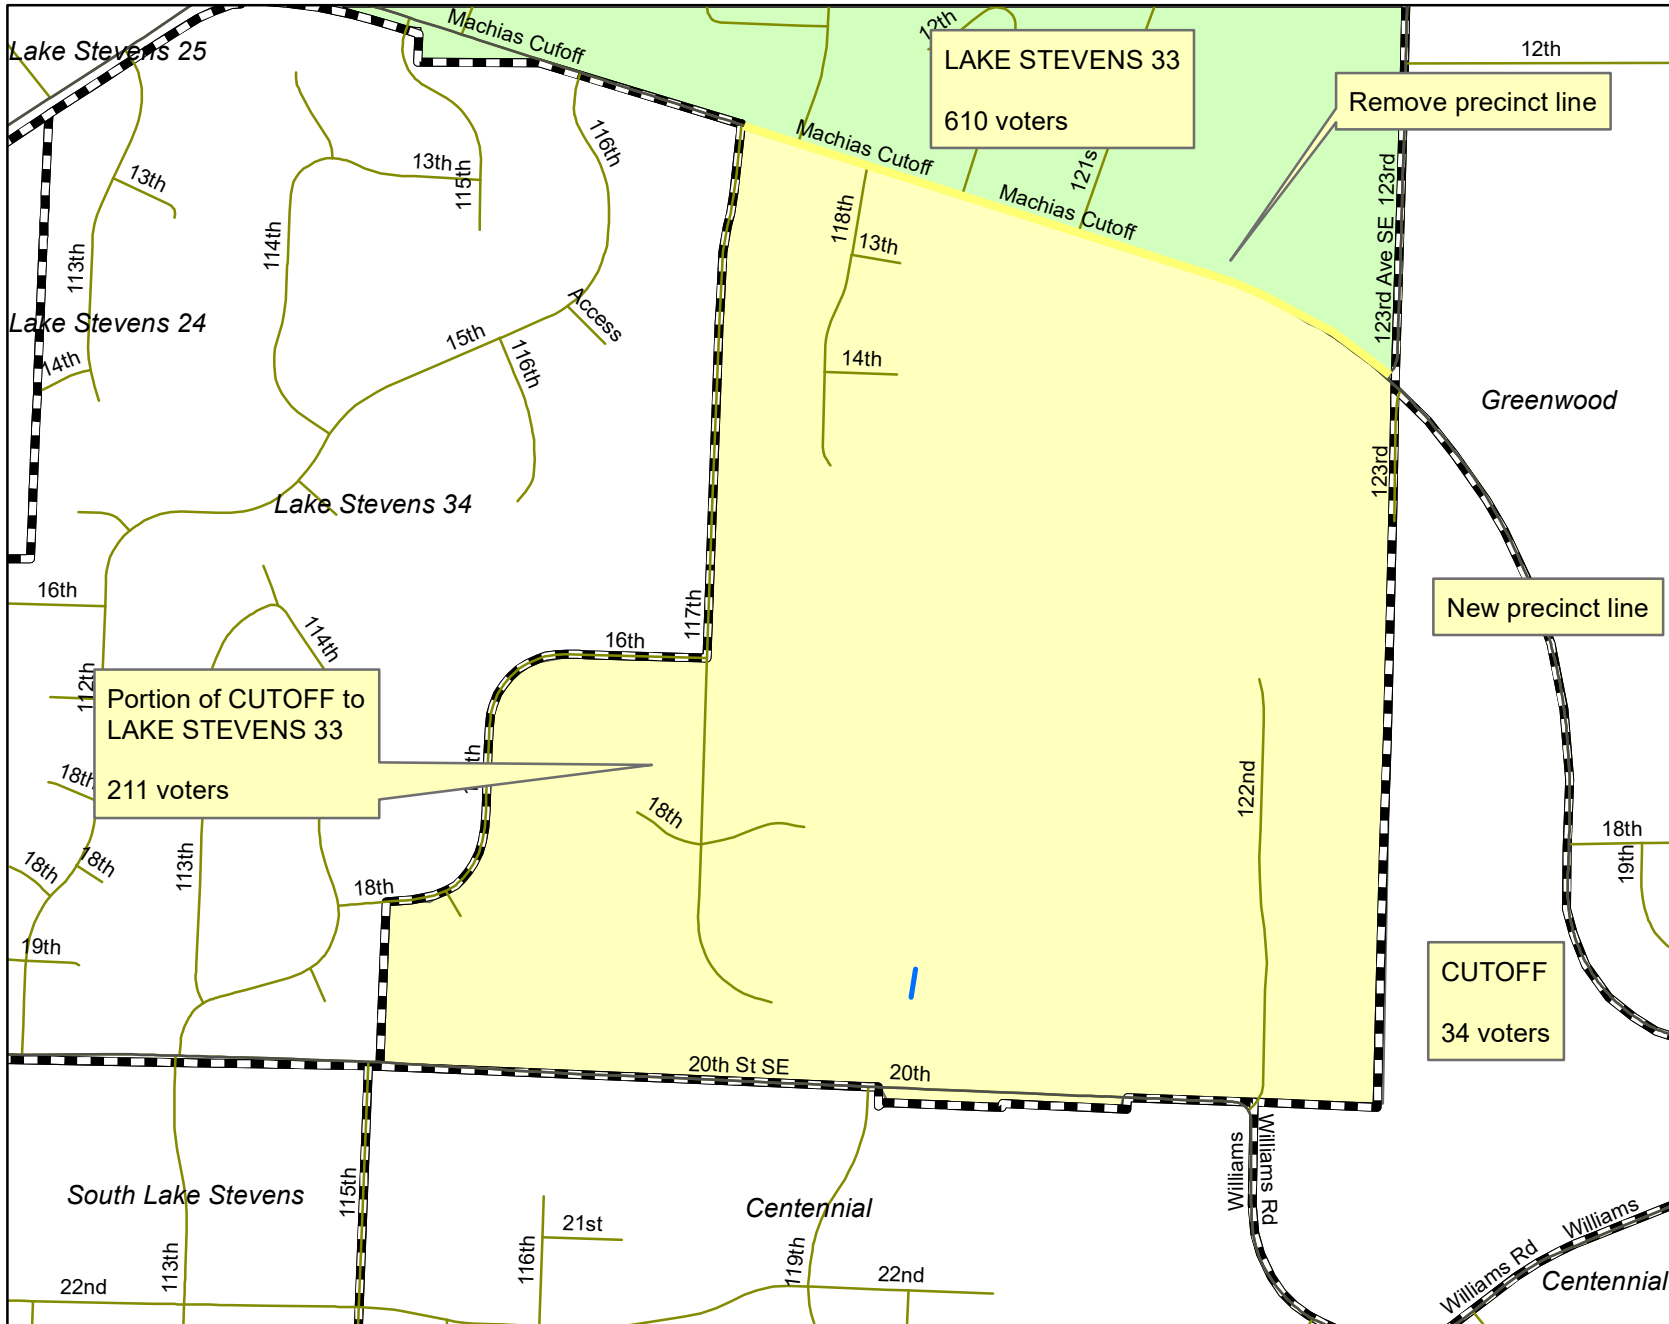 Lake Stevens 25
Machias Cufoff
12th
LAKE STEVENS 33
610 voters
12th
Remove precinct line
116th
13th
115th
13th
Machias Cutoff
121s
Machias Cutoff
123rd
123rd Ave SE
118th
13th
113th
114th
Access
Lake Stevens 24
15th
116th
14th
14th
Greenwood
123rd
Lake Stevens 34
16th
117th
16th
114th
New precinct line
112th
Portion of CUTOFF to
LAKE STEVENS 33
211 voters
th
18th
18th
122nd
18th
19th
18th
18th
113th
18th
19th
CUTOFF
34 voters
20th St SE
20th
Williams
Williams Rd
South Lake Stevens
115th
Centennial
21st
116th
119th
113th
22nd
22nd
Williams
Williams Rd
Centennial